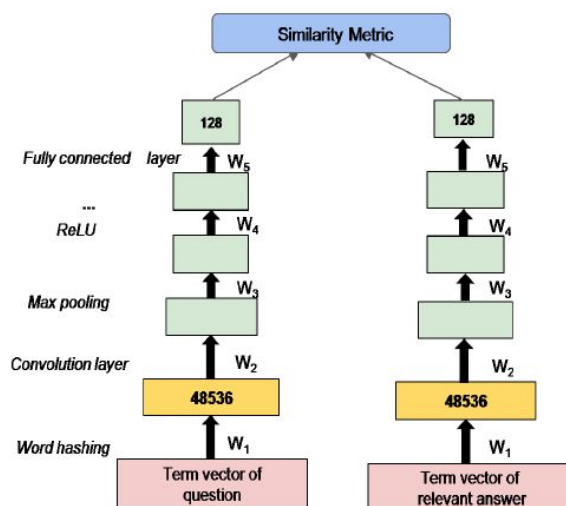 Similarity Metric
128
128
Fully connected layer
W5
W5
...
ReLU
W4
W4
Max pooling
W3
W3
Convolution layer
W2
W2
48536
48536
Word hashing
W1
W1
Term vector of
question
Term vector of
relevant answer